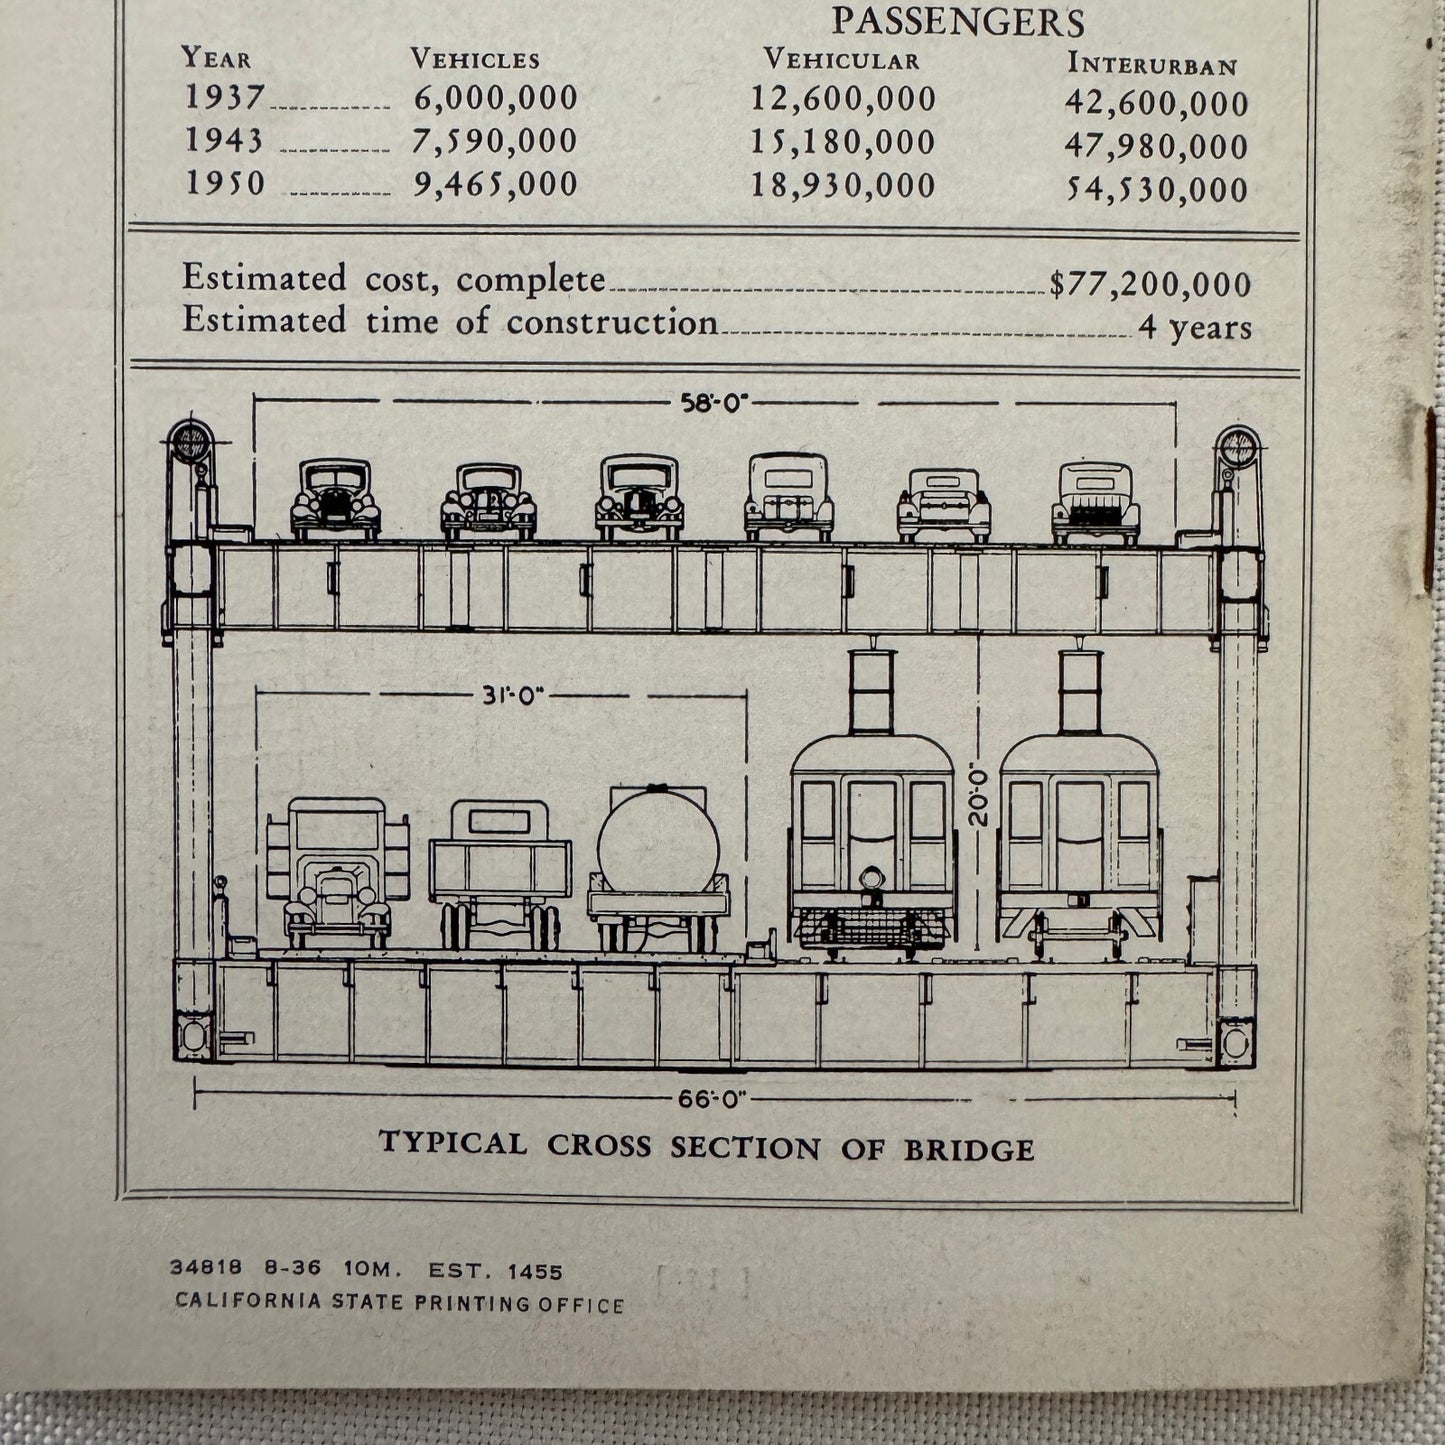 PASSENGERS
YEAR VEHICLES VEHICULAR INTERURBAN
1937 6,000,000 12,600,000 42,600,000
1943 7,590,000 15,180,000 47,980,000
1950 9,465,000 18,930,000 54,530,000
Estimated cost, complete $77,200,000
Estimated time of construction 4 years
58'-0"
31'-0"
20'-0"
66'-0"
TYPICAL CROSS SECTION OF BRIDGE
34818 8-36 10M. EST. 1455
CALIFORNIA STATE PRINTING OFFICE